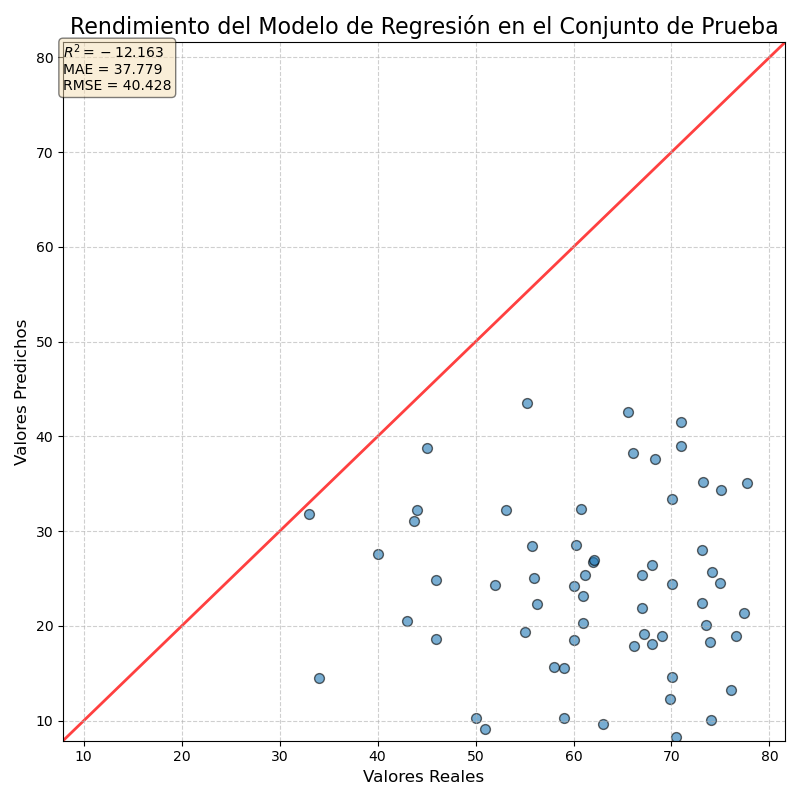 Rendimiento del Modelo de Regresión en el Conjunto de Prueba
R² = −12.163
MAE = 37.779
RMSE = 40.428
Valores Predichos
80
70
60
50
40
30
20
10
10 20 30 40 50 60 70 80
Valores Reales